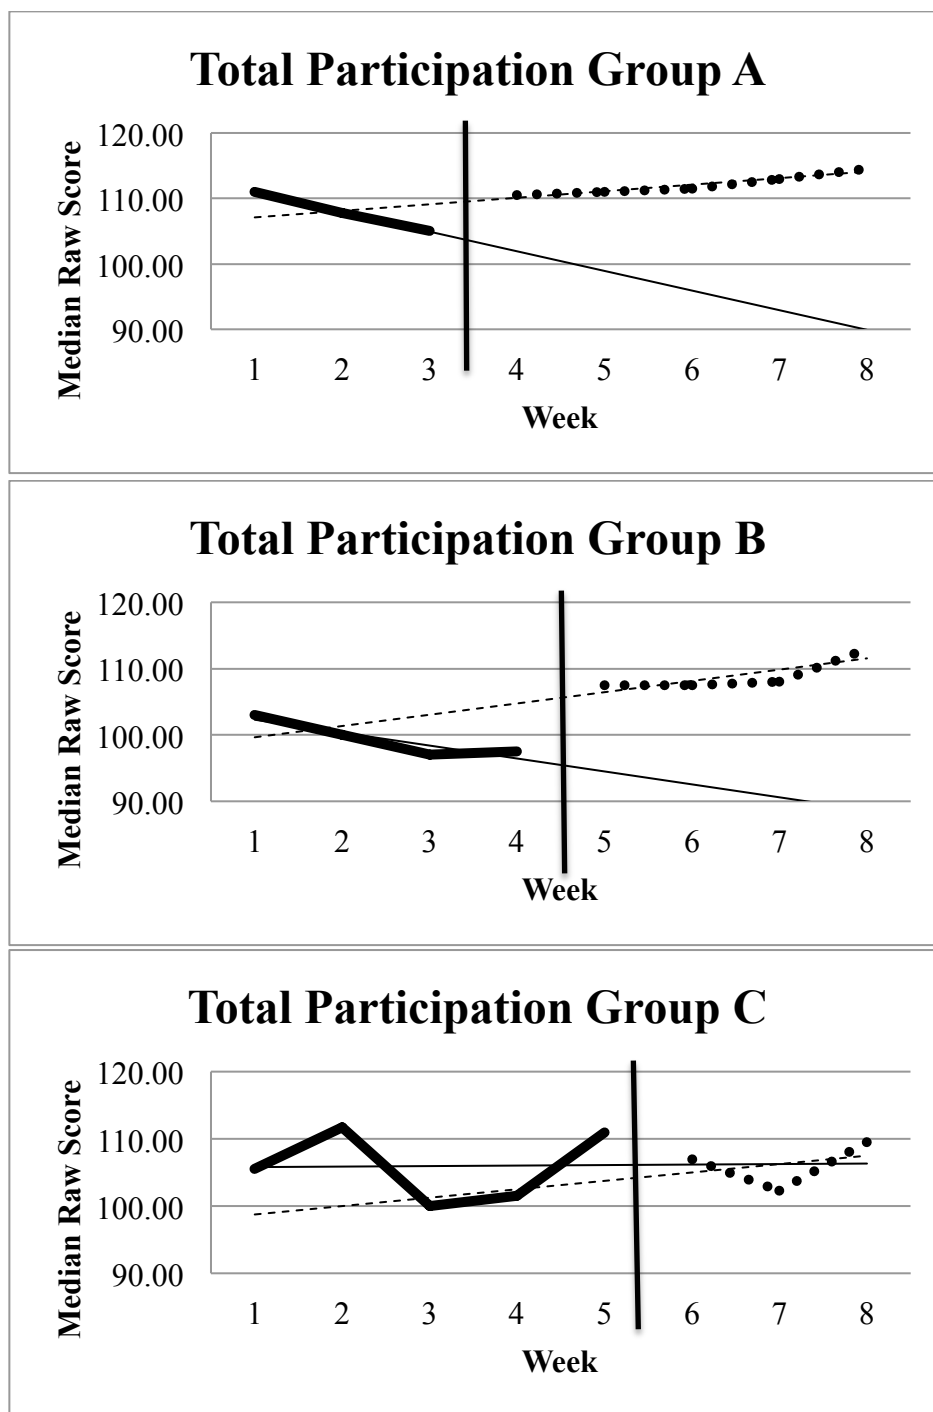 Total Participation Group A
Median Raw Score
120.00
110.00
100.00
90.00
1 2 3 4 5 6 7 8
Week
Total Participation Group B
Median Raw Score
120.00
110.00
100.00
90.00
1 2 3 4 5 6 7 8
Week
Total Participation Group C
Median Raw Score
120.00
110.00
100.00
90.00
1 2 3 4 5 6 7 8
Week